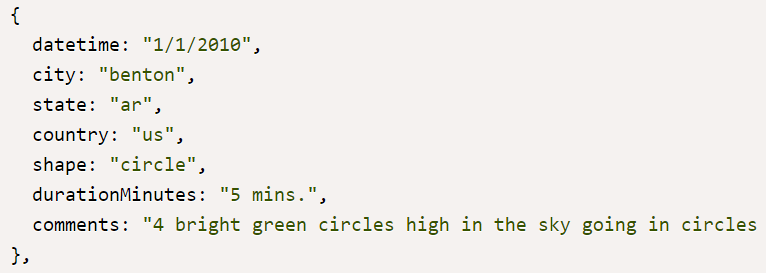 {
datetime: "1/1/2010",
city: "benton",
state: "ar",
country: "us",
shape: "circle",
durationMinutes: "5 mins.",
comments: "4 bright green circles high in the sky going in circles
},